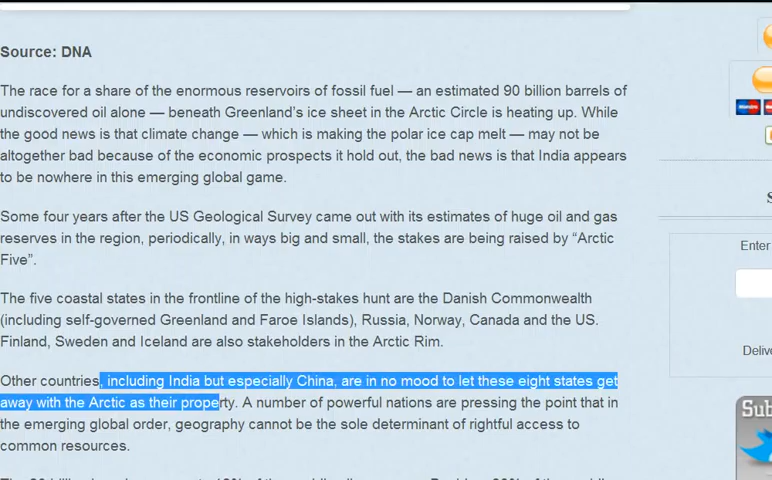 Source: DNA
The race for a share of the enormous reservoirs of fossil fuel — an estimated 90 billion barrels of
undiscovered oil alone — beneath Greenland's ice sheet in the Arctic Circle is heating up. While
the good news is that climate change — which is making the polar ice cap melt — may not be
altogether bad because of the economic prospects it hold out, the bad news is that India appears
to be nowhere in this emerging global game.
Some four years after the US Geological Survey came out with its estimates of huge oil and gas
reserves in the region, periodically, in ways big and small, the stakes are being raised by “Arctic
Five”.
The five coastal states in the frontline of the high-stakes hunt are the Danish Commonwealth
(including self-governed Greenland and Faroe Islands), Russia, Norway, Canada and the US.
Finland, Sweden and Iceland are also stakeholders in the Arctic Rim.
Other countries, including India but especially China, are in no mood to let these eight states get
away with the Arctic as their property. A number of powerful nations are pressing the point that in
the emerging global order, geography cannot be the sole determinant of rightful access to
common resources.
S
Enter
Delive
Sub